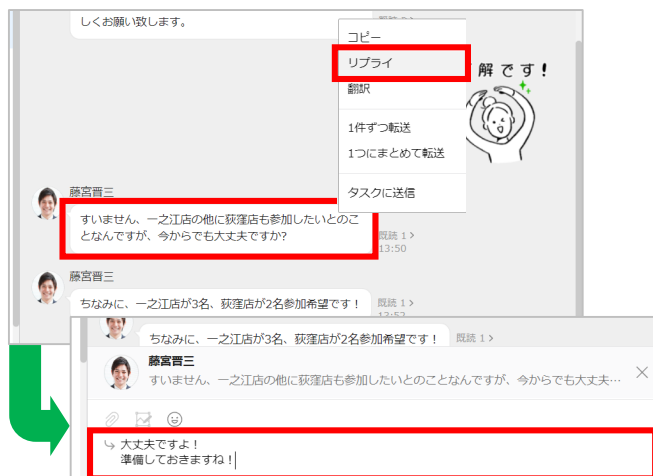 しくお願い致します。
コピー
リプライ
翻訳
1件ずつ転送
1つにまとめて転送
タスクに送信
解です！
藤宮晋三
すいません、一之江店の他に荻窪店も参加したいとのこ
となんですが、今からでも大丈夫ですか?
既読 1 >
13:50
藤宮晋三
ちなみに、一之江店が3名、荻窪店が2名参加希望です！
既読 1 >
13:52
ちなみに、一之江店が3名、荻窪店が2名参加希望です！ 既読 1 >
藤宮晋三
すいません、一之江店の他に荻窪店も参加したいとのことなんですが、今からでも大丈夫…
大丈夫ですよ！
準備しておきますね！